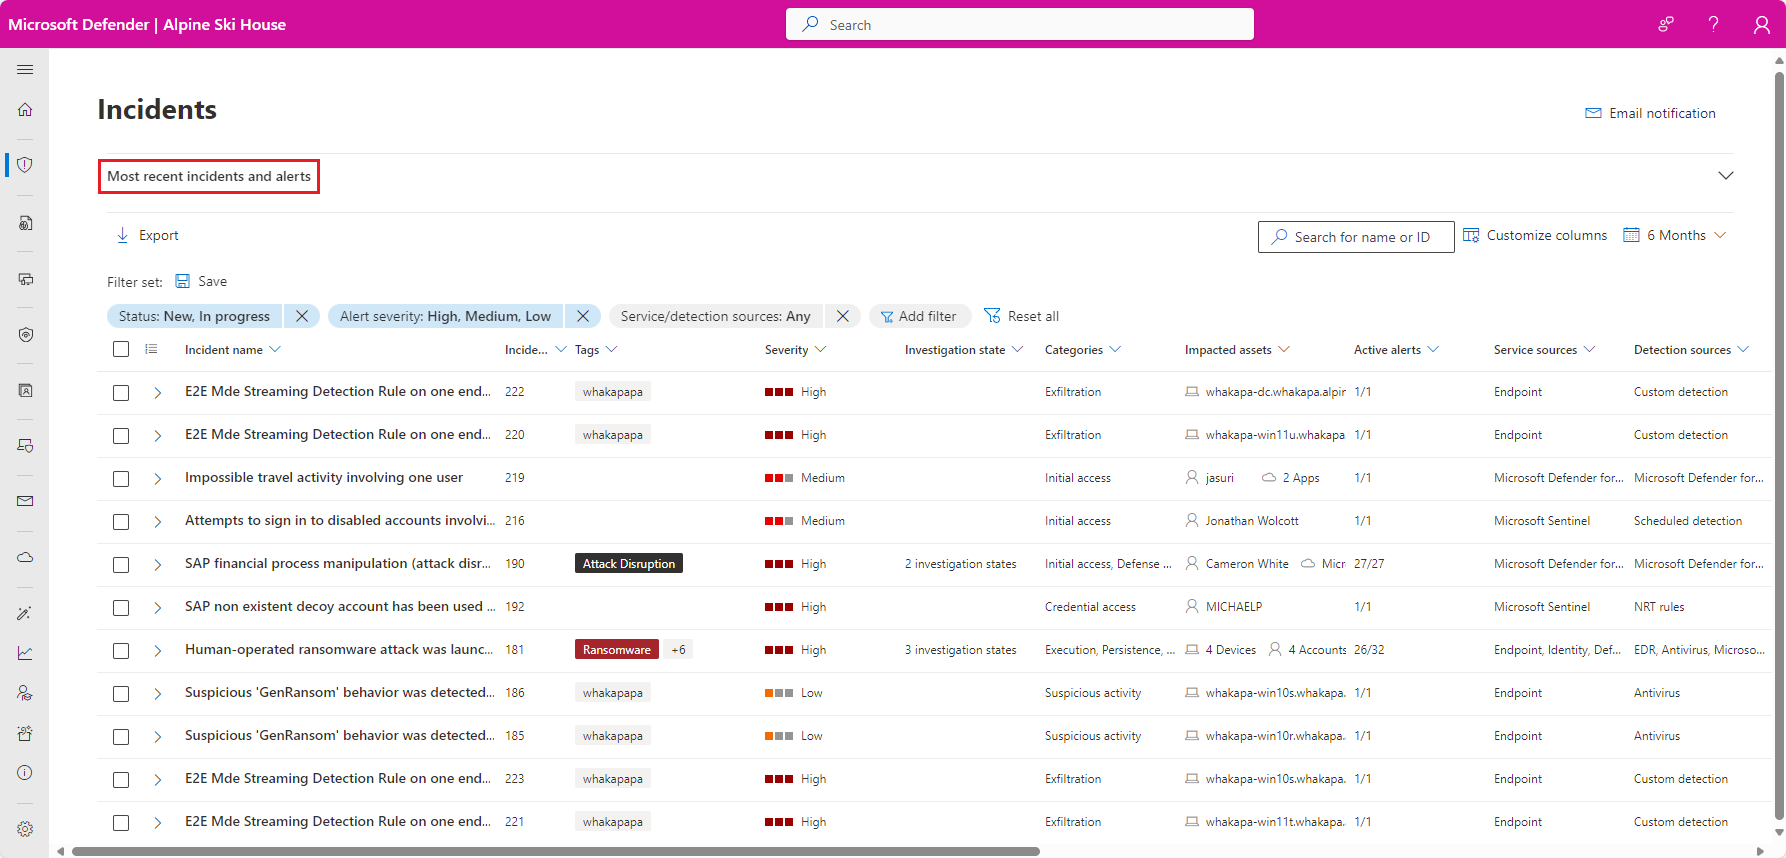 Microsoft Defender | Alpine Ski House
Search
Incidents
Email notification
Most recent incidents and alerts
Export
Search for name or ID
Customize columns
6 Months
Filter set: Save
Status: New, In progress
Alert severity: High, Medium, Low
Service/detection sources: Any
Add filter
Reset all
Incident name Incide... Tags Severity Investigation state Categories Impacted assets Active alerts Service sources Detection sources
E2E Mde Streaming Detection Rule on one end... 222 whakapapa High Exfiltration whakapa-dc.whakapa.alpin 1/1 Endpoint Custom detection
E2E Mde Streaming Detection Rule on one end... 220 whakapapa High Exfiltration whakapa-win11u.whakapa. 1/1 Endpoint Custom detection
Impossible travel activity involving one user 219 Medium Initial access jasuri 2 Apps 1/1 Microsoft Defender for... Microsoft Defender for...
Attempts to sign in to disabled accounts involvi... 216 Medium Initial access Jonathan Wolcott 1/1 Microsoft Sentinel Scheduled detection
SAP financial process manipulation (attack disr... 190 Attack Disruption High 2 investigation states Initial access, Defense ... Cameron White Micr 27/27 Microsoft Defender for... Microsoft Defender for...
SAP non existent decoy account has been used ... 192 High Credential access MICHAELP 1/1 Microsoft Sentinel NRT rules
Human-operated ransomware attack was launc... 181 Ransomware +6 High 3 investigation states Execution, Persistence, ... 4 Devices 4 Accounts 26/32 Endpoint, Identity, Def... EDR, Antivirus, Microso...
Suspicious 'GenRansom' behavior was detected... 186 whakapapa Low Suspicious activity whakapa-win10s.whakapa. 1/1 Endpoint Antivirus
Suspicious 'GenRansom' behavior was detected... 185 whakapapa Low Suspicious activity whakapa-win10r.whakapa. 1/1 Endpoint Antivirus
E2E Mde Streaming Detection Rule on one end... 223 whakapapa High Exfiltration whakapa-win10s.whakapa. 1/1 Endpoint Custom detection
E2E Mde Streaming Detection Rule on one end... 221 whakapapa High Exfiltration whakapa-win11t.whakapa. 1/1 Endpoint Custom detection